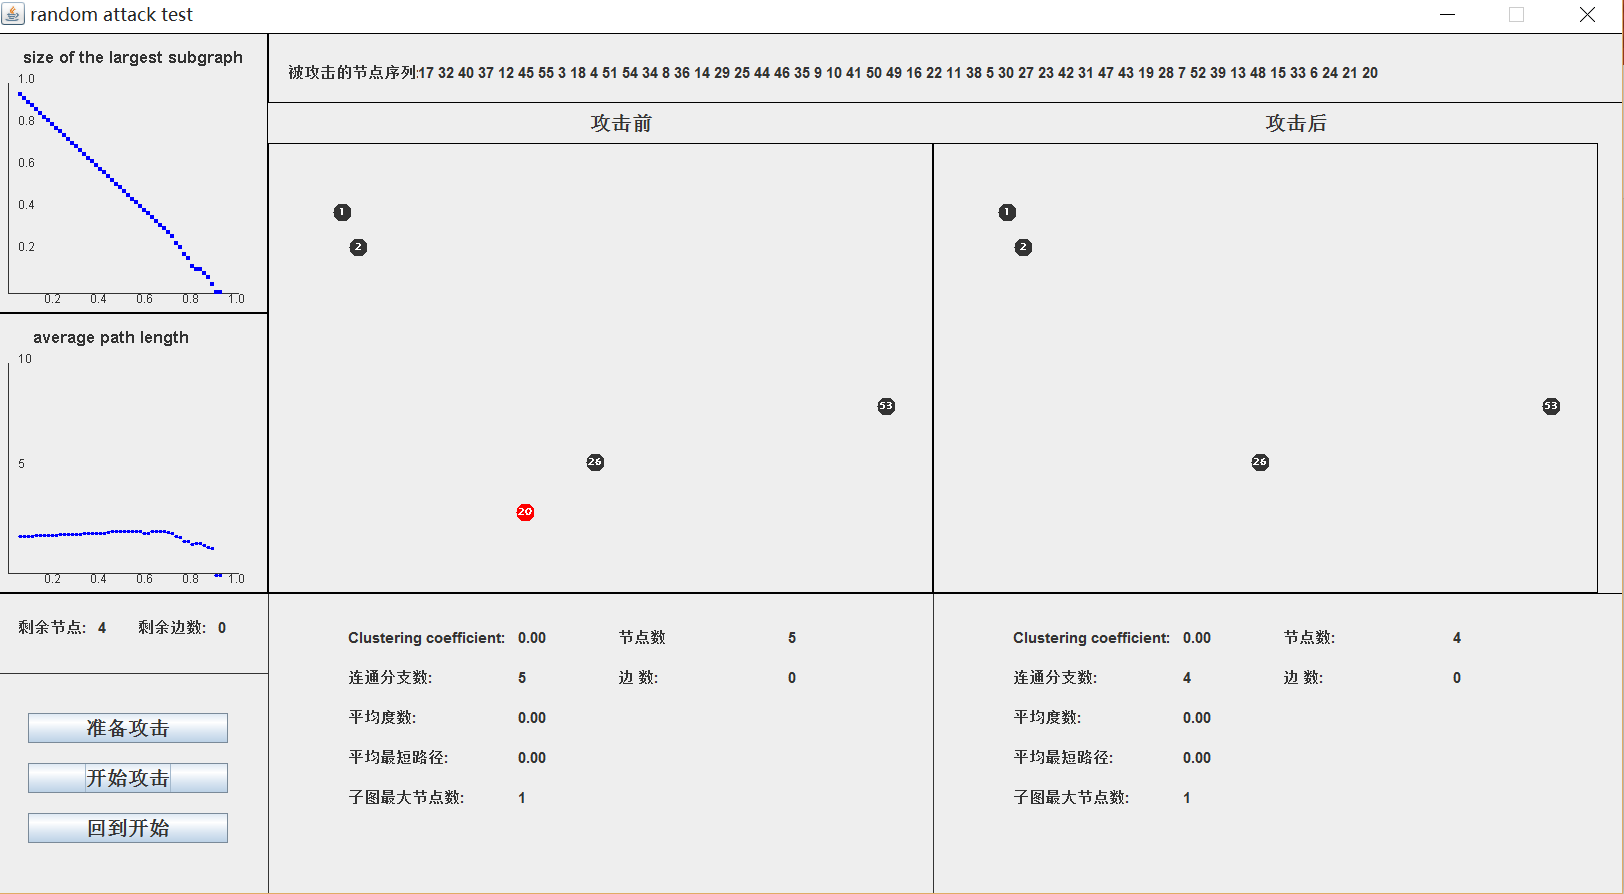 random attack test
size of the largest subgraph
1.0
0.8
0.6
0.4
0.2
0.2 0.4 0.6 0.8 1.0
average path length
10
5
0.2 0.4 0.6 0.8 1.0
剩余节点: 4 剩余边数: 0
准备攻击
开始攻击
回到开始
被攻击的节点序列:17 32 40 37 12 45 55 3 18 4 51 54 34 8 36 14 29 25 44 46 35 9 10 41 50 49 16 22 11 38 5 30 27 23 42 31 47 43 19 28 7 52 39 13 48 15 33 6 24 21 20
攻击前
1
2
53
26
20
Clustering coefficient: 0.00 节点数 5
连通分支数: 5 边 数: 0
平均度数: 0.00
平均最短路径: 0.00
子图最大节点数: 1
攻击后
1
2
53
26
Clustering coefficient: 0.00 节点数: 4
连通分支数: 4 边 数: 0
平均度数: 0.00
平均最短路径: 0.00
子图最大节点数: 1